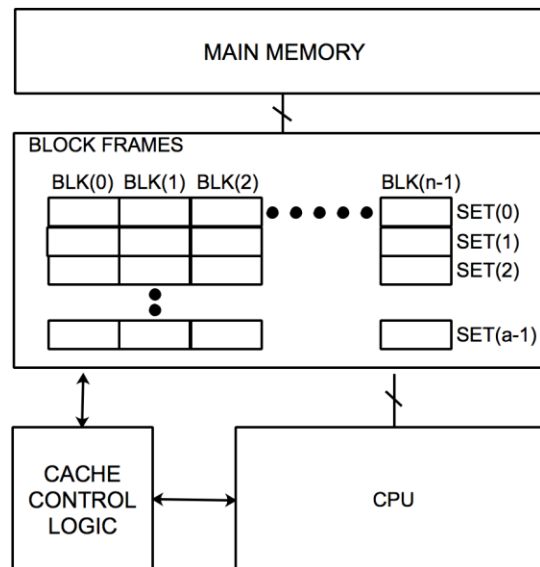 MAIN MEMORY
BLOCK FRAMES
BLK(0) BLK(1) BLK(2) BLK(n-1)
SET(0)
SET(1)
SET(2)
SET(a-1)
CACHE
CONTROL
LOGIC
CPU